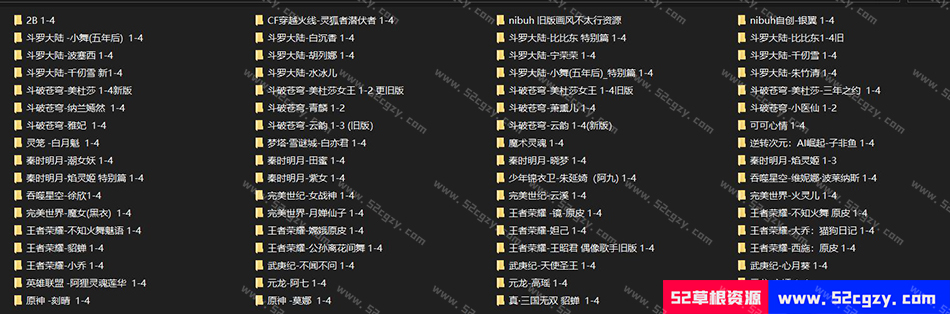 2B 1-4
CF穿越火线-灵狐者潜伏者 1-4
nibuh 旧版画风不太行资源
nibuh自创-银翼 1-4
斗罗大陆 -小舞(五年后)  1-4
斗罗大陆-白沉香 1-4
斗罗大陆-比比东 特别篇 1-4
斗罗大陆-比比东1-4旧
斗罗大陆-波塞西 1-4
斗罗大陆-胡列娜 1-4
斗罗大陆-宁荣荣 1-4
斗罗大陆-千仞雪 1-4
斗罗大陆-千仞雪 新1-4
斗罗大陆-水冰儿
斗罗大陆-小舞(五年后)_特别篇 1-4
斗罗大陆-朱竹清 1-4
斗破苍穹-美杜莎 1-4新版
斗破苍穹-美杜莎女王 1-2 更旧版
斗破苍穹-美杜莎女王 1-4旧版
斗破苍穹-美杜莎-三年之约  1-4
斗破苍穹-纳兰嫣然  1-4
斗破苍穹-青鳞 1-2
斗破苍穹-萧薰儿 1-4
斗破苍穹-小医仙 1-2
斗破苍穹-雅妃  1-4
斗破苍穹-云韵 1-3 (旧版)
斗破苍穹-云韵 1-4(新版)
可可心情 1-4
灵笼 -白月魁  1-4
梦塔-雪谜城-白亦君 1-4
魔术灵魂  1-4
逆转次元：AI崛起-子非鱼 1-4
秦时明月-潮女妖 1-4
秦时明月-田蜜 1-4
秦时明月-晓梦 1-4
秦时明月-焰灵姬 1-3
秦时明月-焰灵姬 特别篇 1-4
秦时明月-紫女 1-4
少年锦衣卫-朱延婍（阿九) 1-4
吞噬星空-维妮娜·波莱纳斯 1-4
吞噬星空-徐欣1-4
完美世纪-女战神 1-4
完美世纪-云溪 1-4
完美世界-火灵儿 1-4
完美世界-魔女(黑衣)  1-4
完美世界-月婵仙子 1-4
王者荣耀 -镜·原皮 1-4
王者荣耀-不知火舞 原皮 1-4
王者荣耀-不知火舞魅语 1-4
王者荣耀-嫦娥原皮 1-4
王者荣耀-妲己 1-4
王者荣耀-大乔：猫狗日记 1-4
王者荣耀-貂蝉 1-4
王者荣耀-公孙离花间舞 1-4
王者荣耀-王昭君 偶像歌手旧版 1-4
王者荣耀-西施：原皮 1-4
王者荣耀-小乔 1-4
武庚纪-不闻不问 1-4
武庚纪-天使圣王 1-4
武庚纪-心月葵 1-4
英雄联盟 -阿狸灵魂莲华  1-4
元龙-阿七 1-4
元龙-高瑶 1-4
原神 -刻晴  1-4
原神 -莫娜  1-4
真·三国无双 貂蝉  1-4
52草根资源
www.52cgzy.com